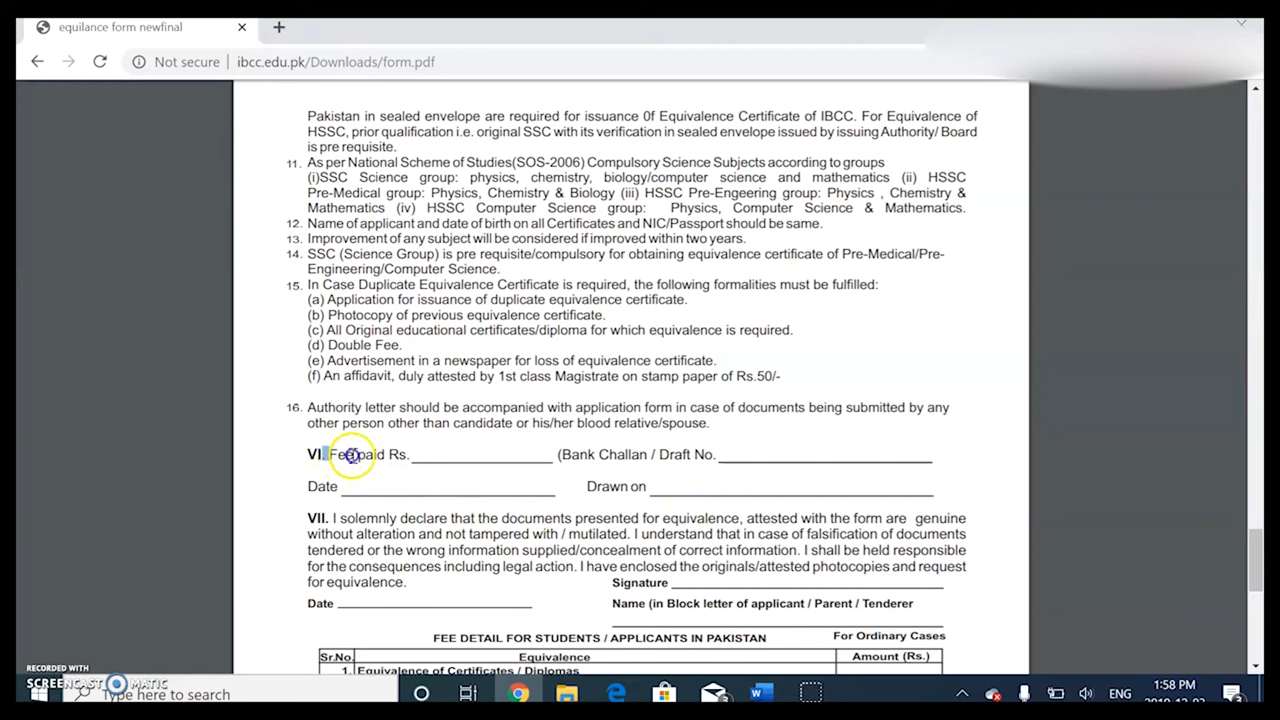 equilance form newfinal
Not secure
ibcc.edu.pk/Downloads/form.pdf
Pakistan in sealed envelope are required for issuance 0f Equivalence Certificate of IBCC. For Equivalence of
HSSC, prior qualification i.e. original SSC with its verification in sealed envelope issued by issuing Authority/ Board
is pre requisite.
11. As per National Scheme of Studies(SOS-2006) Compulsory Science Subjects according to groups
(i)SSC Science group: physics, chemistry, biology/computer science and mathematics (ii) HSSC
Pre-Medical group: Physics, Chemistry & Biology (iii) HSSC Pre-Engeering group: Physics , Chemistry &
Mathematics (iv) HSSC Computer Science group: Physics, Computer Science & Mathematics.
12. Name of applicant and date of birth on all Certificates and NIC/Passport should be same.
13. Improvement of any subject will be considered if improved within two years.
14. SSC (Science Group) is pre requisite/compulsory for obtaining equivalence certificate of Pre-Medical/Pre-
Engineering/Computer Science.
15. In Case Duplicate Equivalence Certificate is required, the following formalities must be fulfilled:
(a) Application for issuance of duplicate equivalence certificate.
(b) Photocopy of previous equivalence certificate.
(c) All Original educational certificates/diploma for which equivalence is required.
(d) Double Fee.
(e) Advertisement in a newspaper for loss of equivalence certificate.
(f) An affidavit, duly attested by 1st class Magistrate on stamp paper of Rs.50/-
16. Authority letter should be accompanied with application form in case of documents being submitted by any
other person other than candidate or his/her blood relative/spouse.
VI. Fee paid Rs. ____________ (Bank Challan / Draft No. ____________
Date ____________ Drawn on ____________
VII. I solemnly declare that the documents presented for equivalence, attested with the form are genuine
without alteration and not tampered with / mutilated. I understand that in case of falsification of documents
tendered or the wrong information supplied/concealment of correct information. I shall be held responsible
for the consequences including legal action. I have enclosed the originals/attested photocopies and request
for equivalence.
Signature ____________
Date ____________ Name (in Block letter of applicant / Parent / Tenderer
FEE DETAIL FOR STUDENTS / APPLICANTS IN PAKISTAN For Ordinary Cases
Sr.No. Equivalence Amount (Rs.)
1. Equivalence of Certificates / Diplomas
RECORDED WITH
SCREENCAST MATIC
Type here to search
ENG
1:58 PM